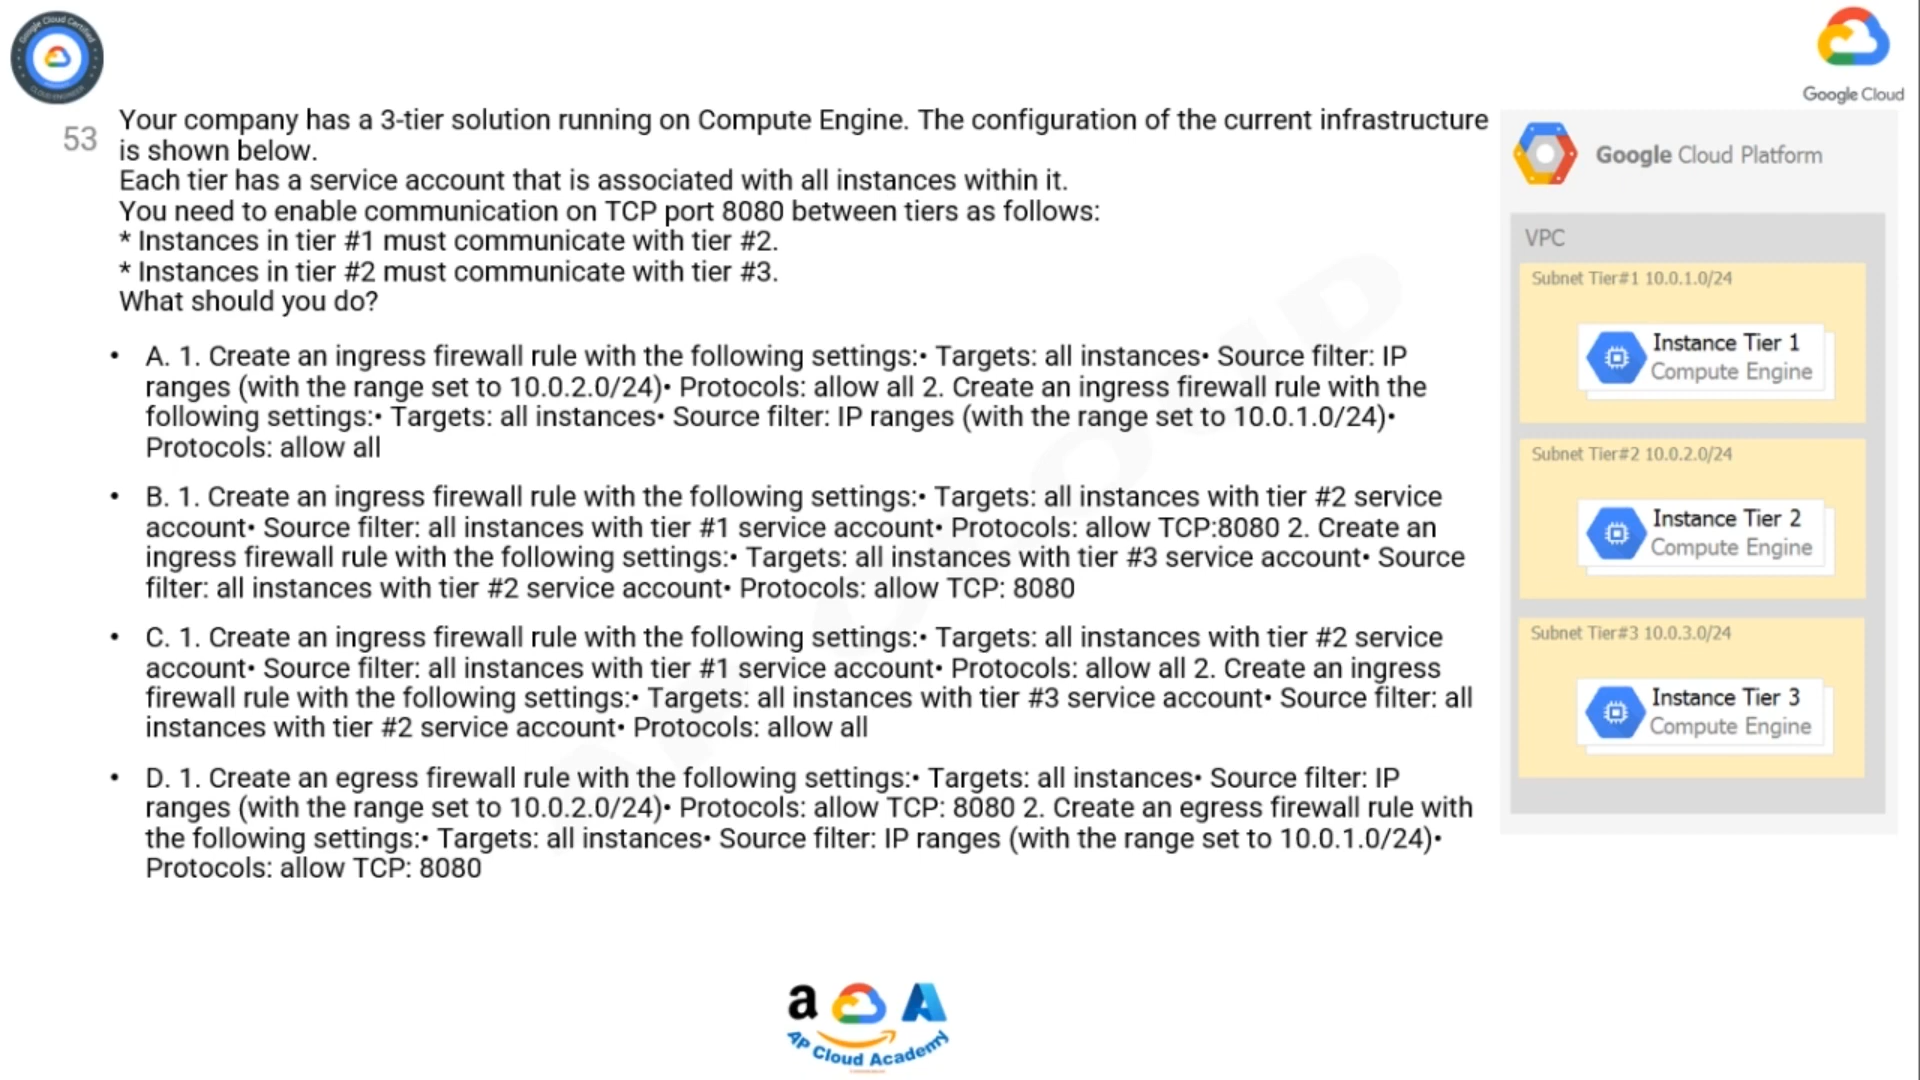 Google Cloud Certified
CLOUD ENGINEER
Google Cloud
53
Your company has a 3-tier solution running on Compute Engine. The configuration of the current infrastructure
is shown below.
Each tier has a service account that is associated with all instances within it.
You need to enable communication on TCP port 8080 between tiers as follows:
* Instances in tier #1 must communicate with tier #2.
* Instances in tier #2 must communicate with tier #3.
What should you do?
• A. 1. Create an ingress firewall rule with the following settings:• Targets: all instances• Source filter: IP
ranges (with the range set to 10.0.2.0/24)• Protocols: allow all 2. Create an ingress firewall rule with the
following settings:• Targets: all instances• Source filter: IP ranges (with the range set to 10.0.1.0/24)•
Protocols: allow all
• B. 1. Create an ingress firewall rule with the following settings:• Targets: all instances with tier #2 service
account• Source filter: all instances with tier #1 service account• Protocols: allow TCP:8080 2. Create an
ingress firewall rule with the following settings:• Targets: all instances with tier #3 service account• Source
filter: all instances with tier #2 service account• Protocols: allow TCP: 8080
• C. 1. Create an ingress firewall rule with the following settings:• Targets: all instances with tier #2 service
account• Source filter: all instances with tier #1 service account• Protocols: allow all 2. Create an ingress
firewall rule with the following settings:• Targets: all instances with tier #3 service account• Source filter: all
instances with tier #2 service account• Protocols: allow all
• D. 1. Create an egress firewall rule with the following settings:• Targets: all instances• Source filter: IP
ranges (with the range set to 10.0.2.0/24)• Protocols: allow TCP: 8080 2. Create an egress firewall rule with
the following settings:• Targets: all instances• Source filter: IP ranges (with the range set to 10.0.1.0/24)•
Protocols: allow TCP: 8080
Google Cloud Platform
VPC
Subnet Tier#1 10.0.1.0/24
Instance Tier 1
Compute Engine
Subnet Tier#2 10.0.2.0/24
Instance Tier 2
Compute Engine
Subnet Tier#3 10.0.3.0/24
Instance Tier 3
Compute Engine
a
AP Cloud Academy